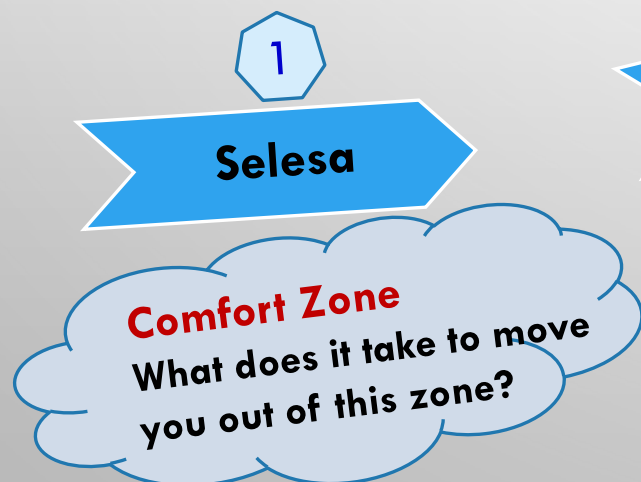 1
Selesa
Comfort Zone
What does it take to move
you out of this zone?